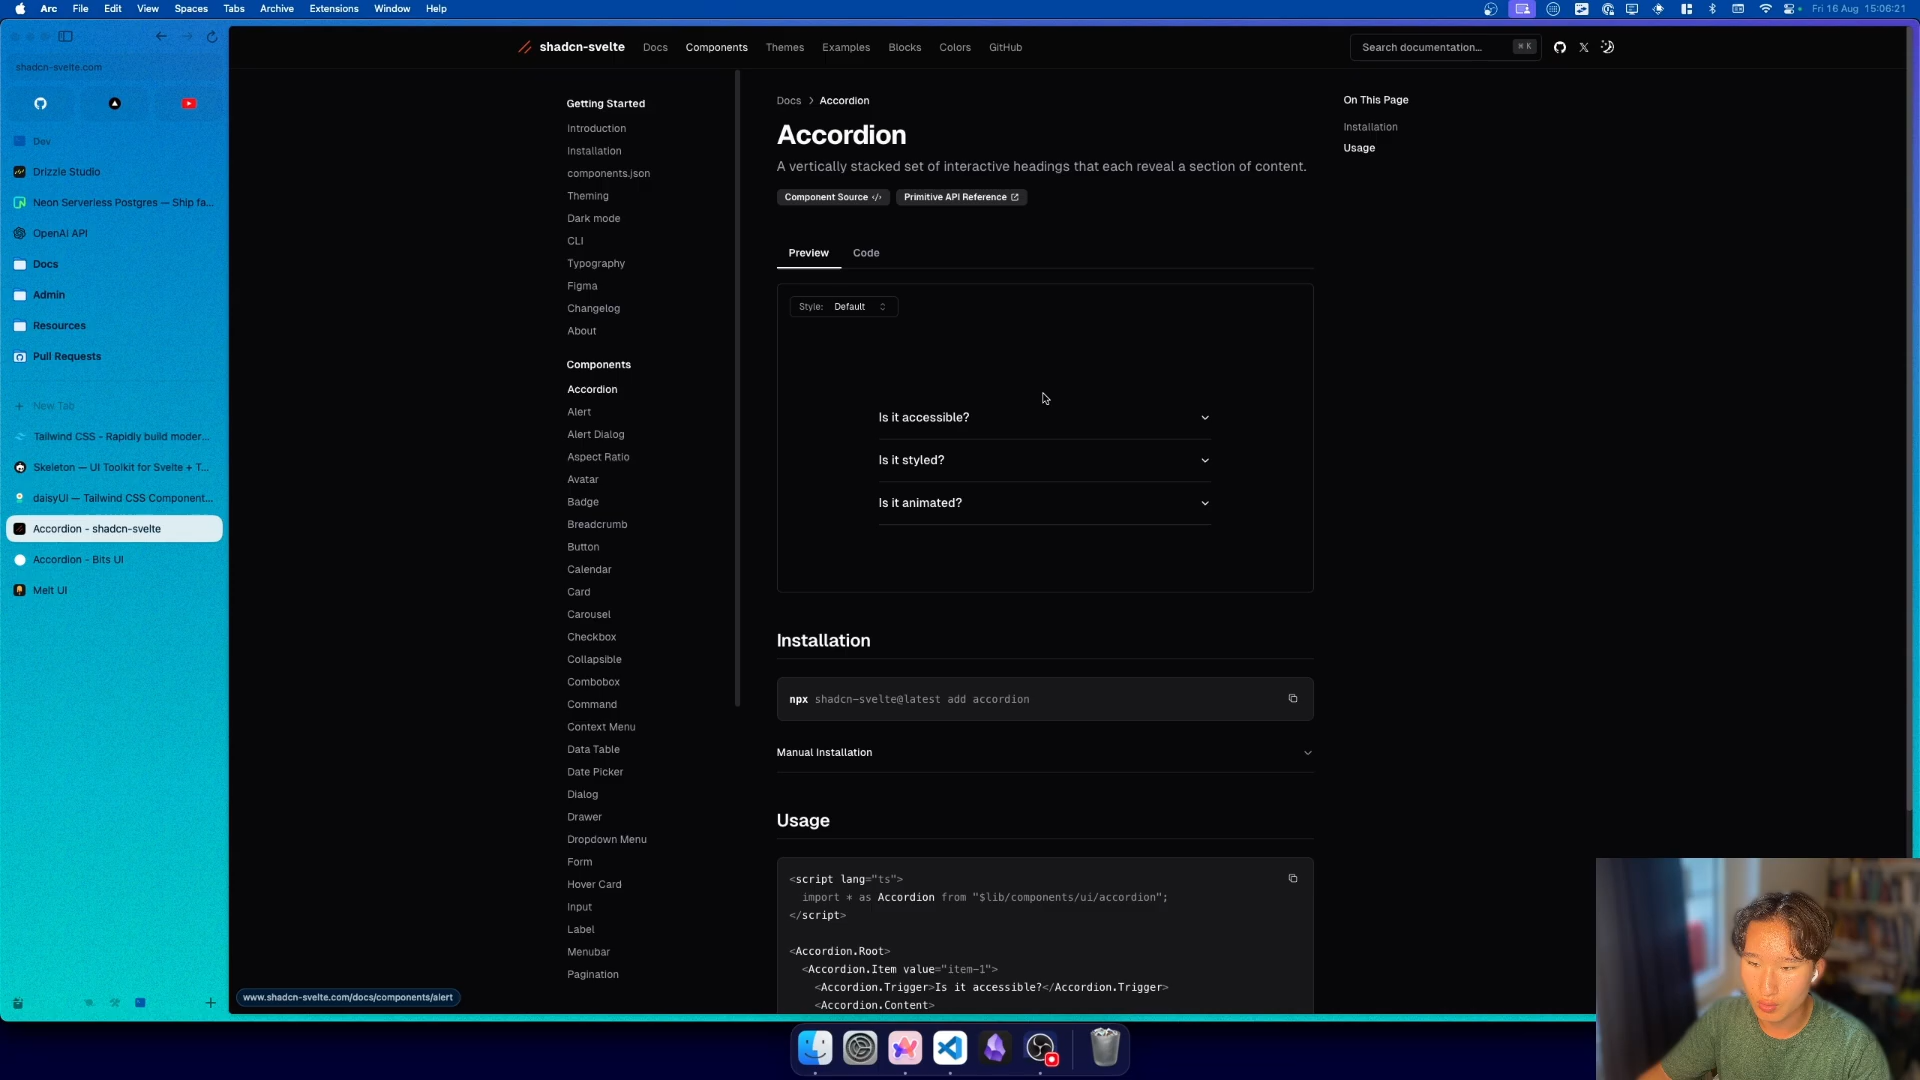 Arc File Edit View Spaces Tabs Archive Extensions Window Help
Fri 16 Aug 15:06:21
shadcn-svelte.com
Dev
Drizzle Studio
Neon Serverless Postgres — Ship fa...
OpenAI API
Docs
Admin
Resources
Pull Requests
New Tab
Tailwind CSS - Rapidly build moder...
Skeleton — UI Toolkit for Svelte + T...
daisyUI — Tailwind CSS Component...
Accordion - shadcn-svelte
Accordion - Bits UI
Melt UI
shadcn-svelte Docs Components Themes Examples Blocks Colors GitHub
Search documentation... ⌘ K
Getting Started
Introduction
Installation
components.json
Theming
Dark mode
CLI
Typography
Figma
Changelog
About
Components
Accordion
Alert
Alert Dialog
Aspect Ratio
Avatar
Badge
Breadcrumb
Button
Calendar
Card
Carousel
Checkbox
Collapsible
Combobox
Command
Context Menu
Data Table
Date Picker
Dialog
Drawer
Dropdown Menu
Form
Hover Card
Input
Label
Menubar
Pagination
www.shadcn-svelte.com/docs/components/alert
Docs Accordion
Accordion
A vertically stacked set of interactive headings that each reveal a section of content.
Component Source </> Primitive API Reference
Preview Code
Style: Default
Is it accessible?
Is it styled?
Is it animated?
Installation
npx shadcn-svelte@latest add accordion
Manual Installation
Usage
<script lang="ts">
import * as Accordion from "$lib/components/ui/accordion";
</script>
<Accordion.Root>
<Accordion.Item value="item-1">
<Accordion.Trigger>Is it accessible?</Accordion.Trigger>
<Accordion.Content>
On This Page
Installation
Usage